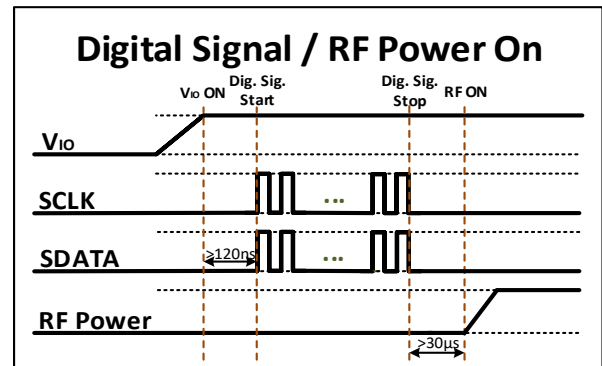 Digital Signal / RF Power On
VIO ON
Dig. Sig.
Start
Dig. Sig.
Stop
RF ON
VIO
SCLK
...
...
SDATA
>120ns
RF Power
>30µs